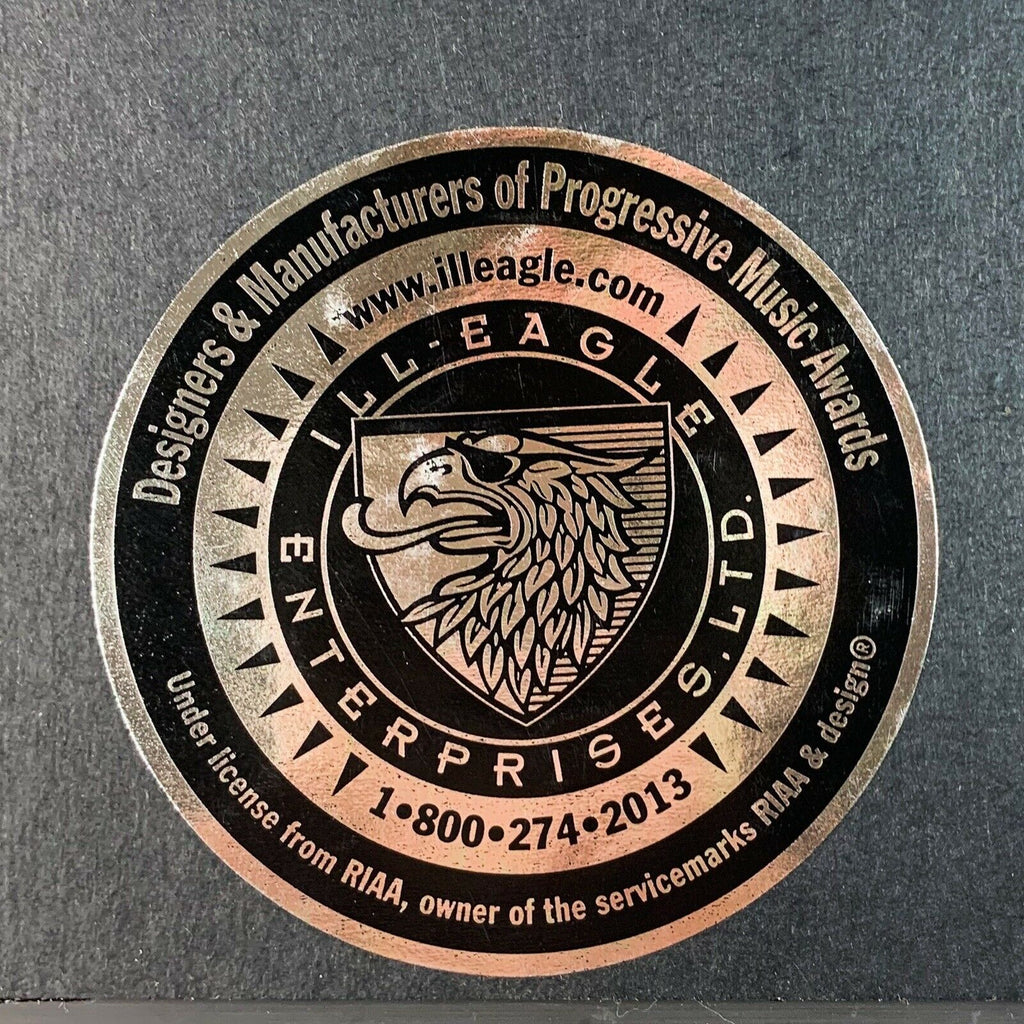 Designers & Manufacturers of Progressive Music Awards
www.illeagle.com
ILL-EAGLE
ENTERPRISES, LTD.
1•800•274•2013
Under license from RIAA, owner of the servicemarks RIAA & design®